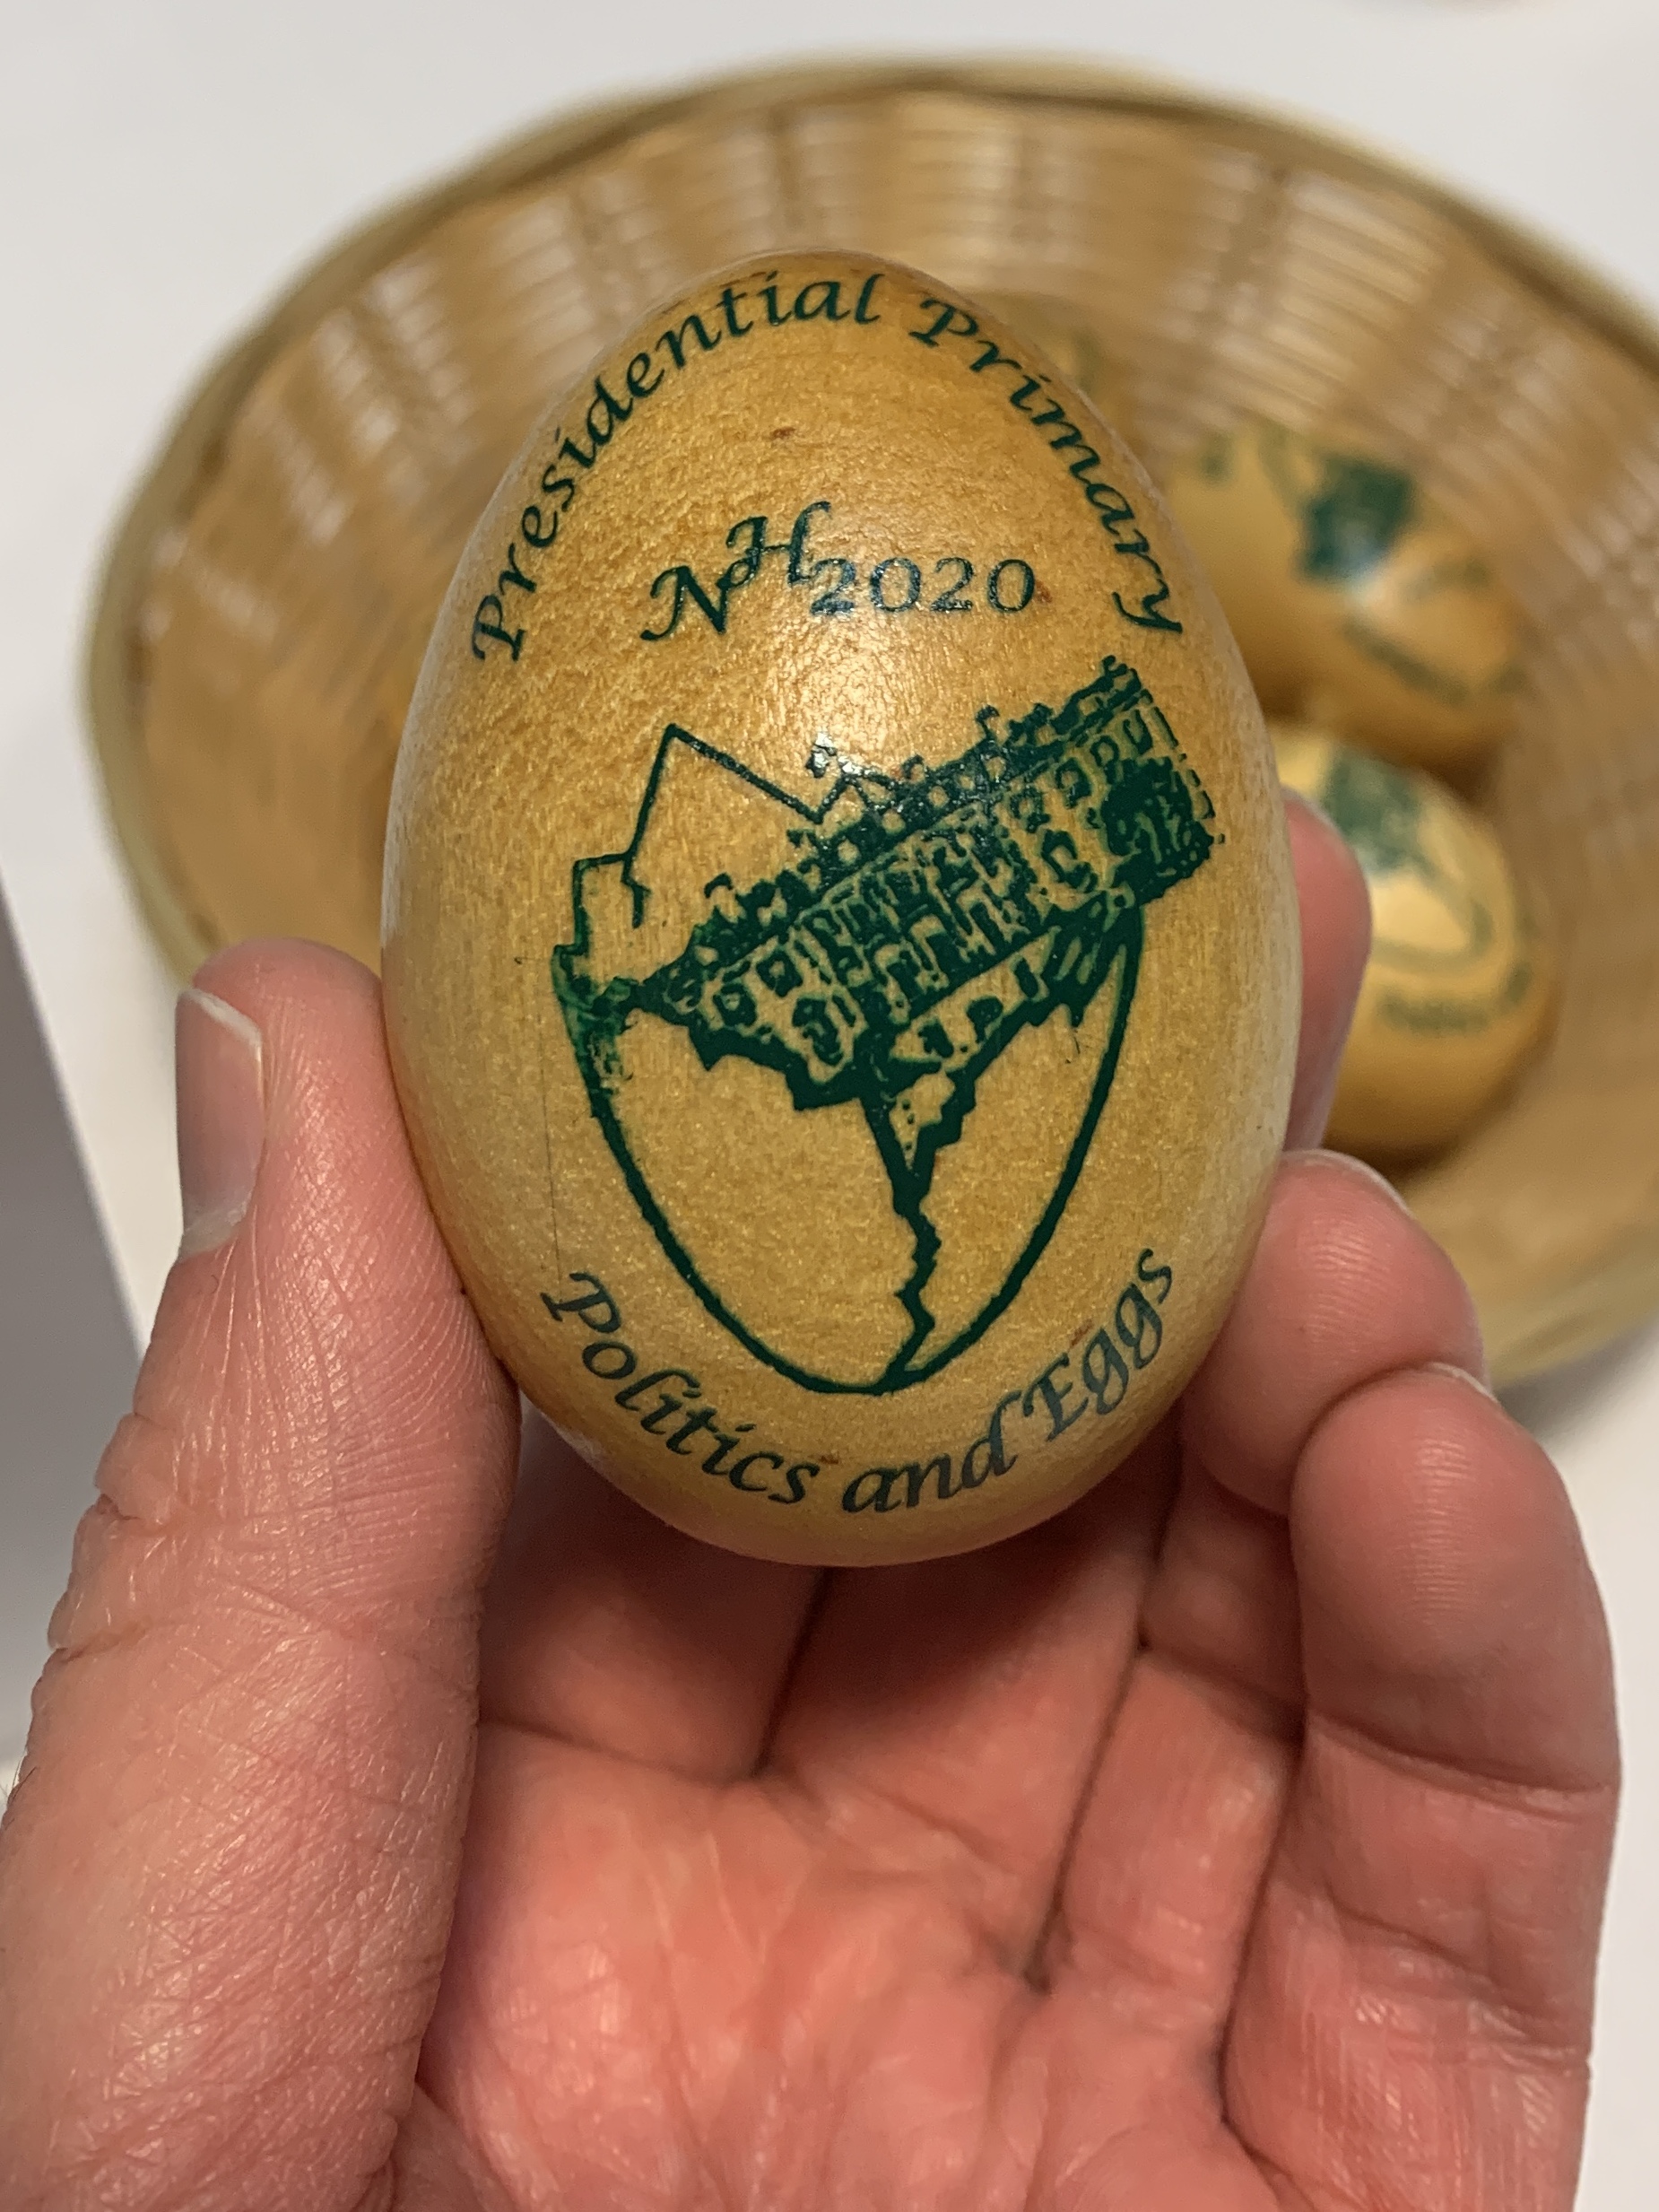 Presidential Primary
NH 2020
Politics and Eggs